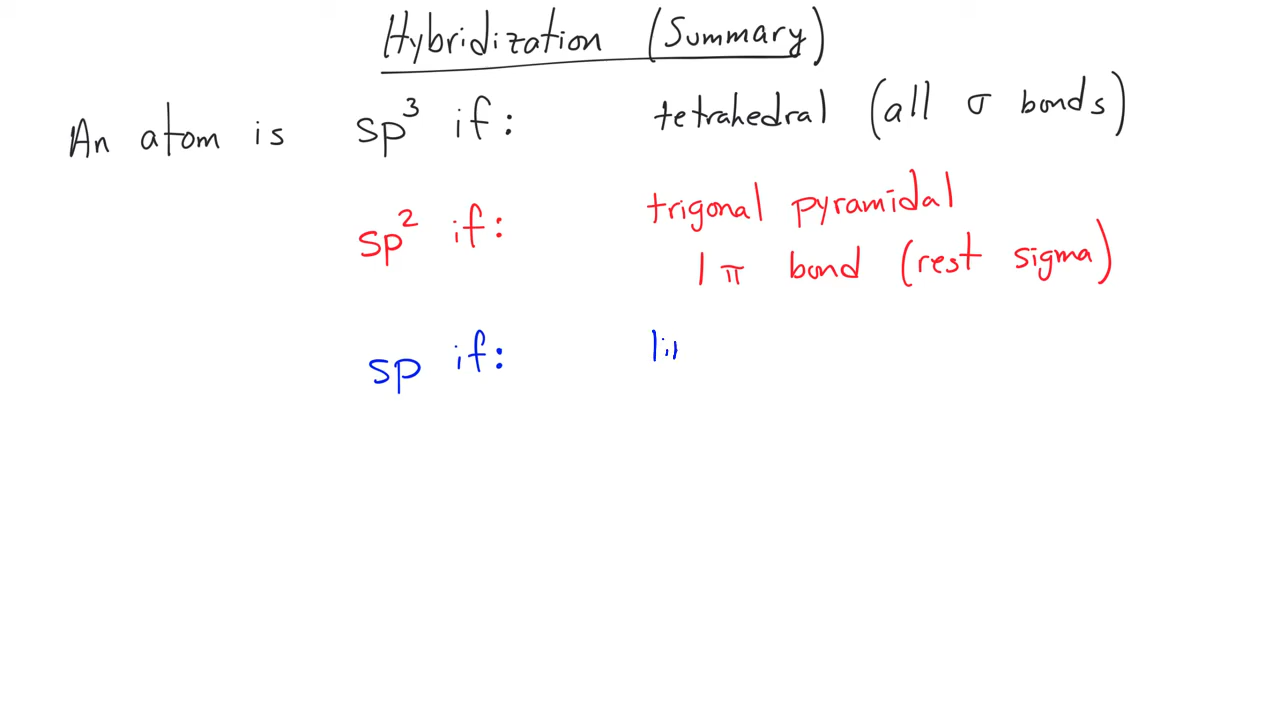 Hybridization (Summary)
An atom is sp³ if: tetrahedral (all σ bonds)
sp² if: trigonal pyramidal
1 π bond (rest sigma)
sp if: